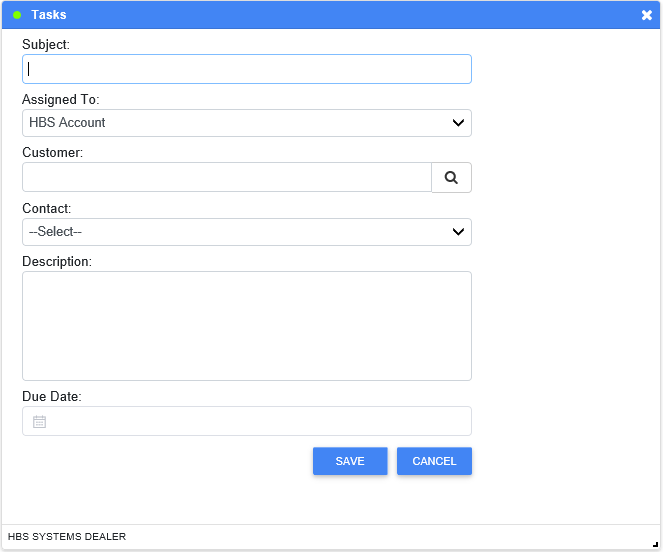 Tasks
Subject:
Assigned To:
HBS Account
Customer:
Contact:
--Select--
Description:
Due Date:
SAVE CANCEL
HBS SYSTEMS DEALER